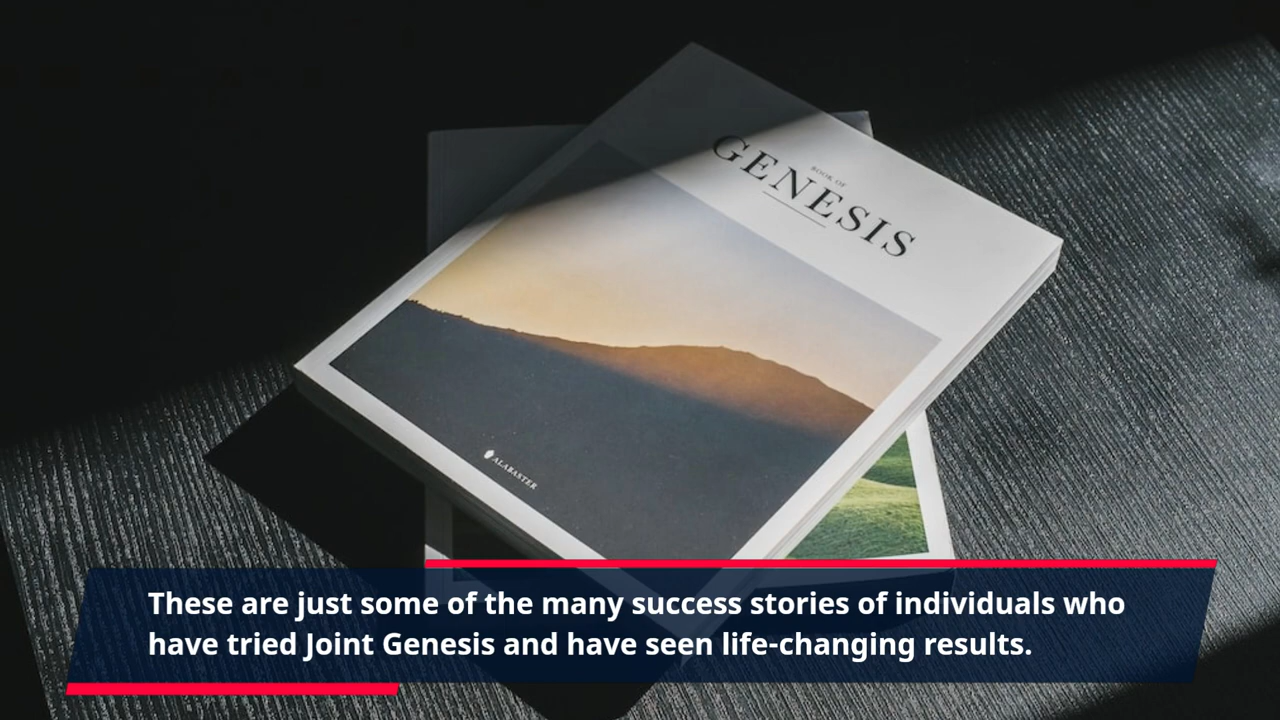 BOOK OF
GENESIS
ALABASTER
These are just some of the many success stories of individuals who
have tried Joint Genesis and have seen life-changing results.